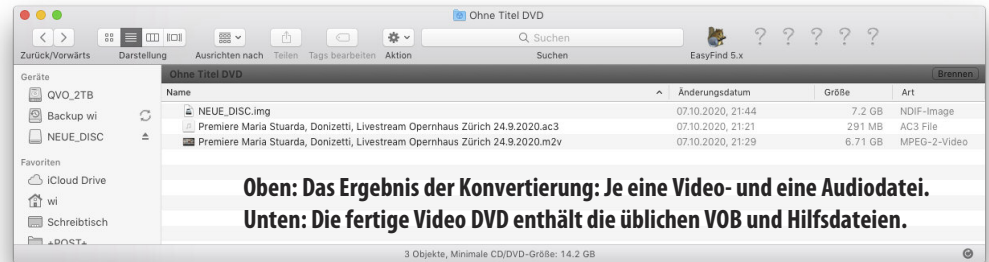 Ohne Titel DVD
Suchen
Zurück/Vorwärts Darstellung Ausrichten nach Teilen Tags bearbeiten Aktion Suchen EasyFind 5.x
? ? ? ? ?
Geräte
QVO_2TB
Backup wi
NEUE_DISC
Favoriten
iCloud Drive
wi
Schreibtisch
+POST+
Ohne Titel DVD Brennen
Name Änderungsdatum Größe Art
NEUE_DISC.img 07.10.2020, 21:44 7.2 GB NDIF-Image
Premiere Maria Stuarda, Donizetti, Livestream Opernhaus Zürich 24.9.2020.ac3 07.10.2020, 21:21 291 MB AC3 File
Premiere Maria Stuarda, Donizetti, Livestream Opernhaus Zürich 24.9.2020.m2v 07.10.2020, 21:29 6.71 GB MPEG-2-Video
Oben: Das Ergebnis der Konvertierung: Je eine Video- und eine Audiodatei.
Unten: Die fertige Video DVD enthält die üblichen VOB und Hilfsdateien.
3 Objekte, Minimale CD/DVD-Größe: 14.2 GB